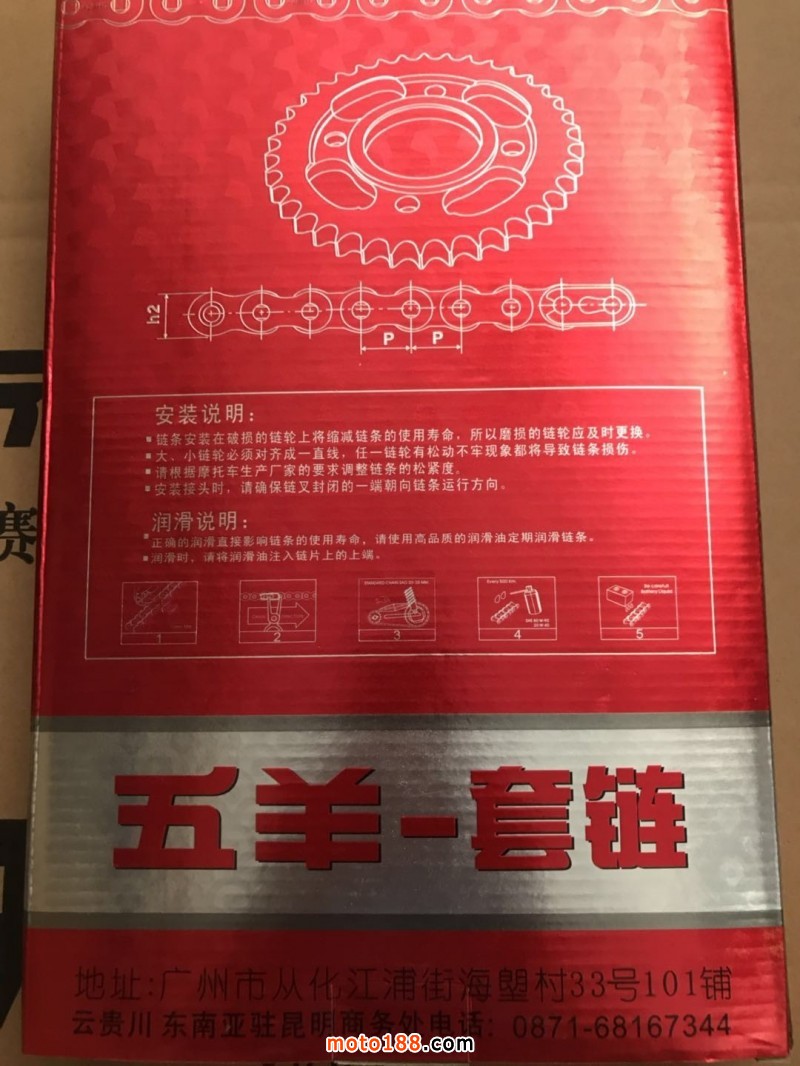 h2
P P
安装说明：
▪链条安装在破损的链轮上将缩减链条的使用寿命，所以磨损的链轮应及时更换。
▪大、小链轮必须对齐成一直线，任一链轮有松动不牢现象都将导致链条损伤。
▪请根据摩托车生产厂家的要求调整链条的松紧度。
▪安装接头时，请确保链叉封闭的一端朝向链条运行方向。
润滑说明：
▪正确的润滑直接影响链条的使用寿命，请使用高品质的润滑油定期润滑链条。
▪润滑时、请将润滑油注入链片上的上端。
Every 500 Km
Be careful!
Battery Liquid
1 2 3 4 5
五羊-套链
地址:广州市从化江浦街海塱村33号101铺
云贵川 东南亚驻昆明商务处电话：0871-68167344
moto188.com